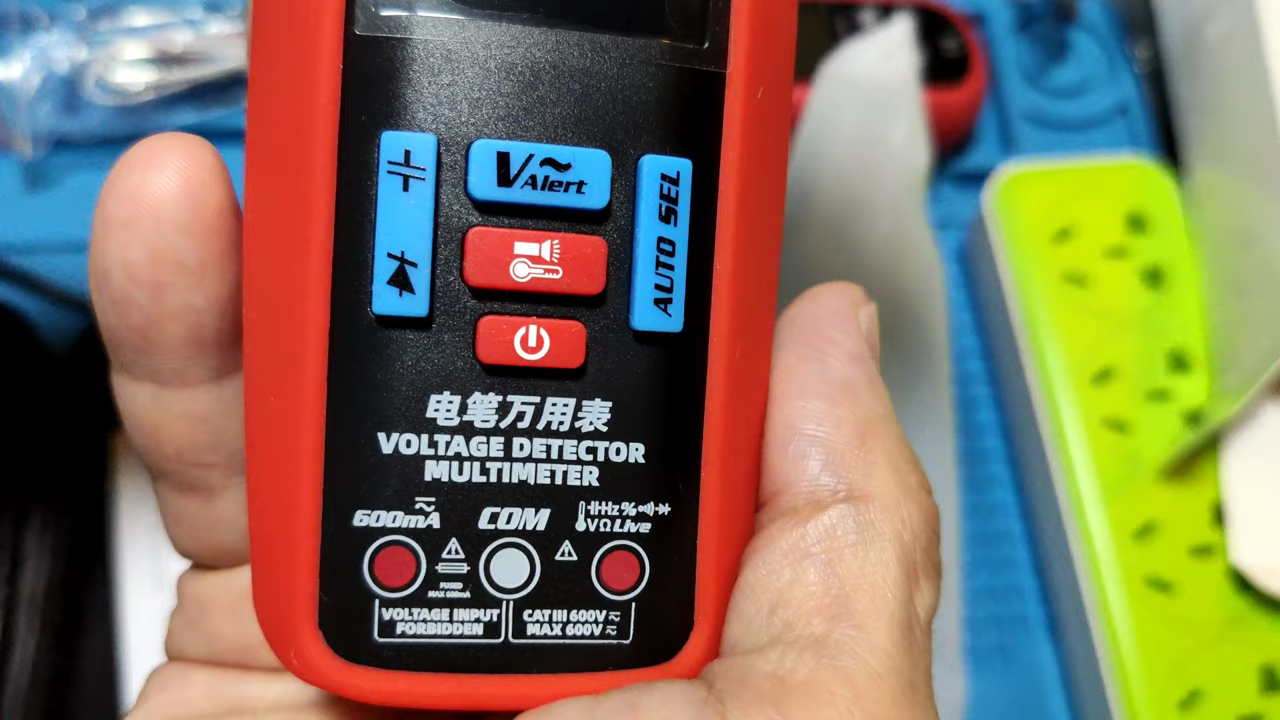 V Alert
AUTO SEL
电笔万用表
VOLTAGE DETECTOR
MULTIMETER
600mA
COM
Hz %
VΩ Live
FUSED
MAX 600mA
VOLTAGE INPUT
FORBIDDEN
CAT III 600V
MAX 600V